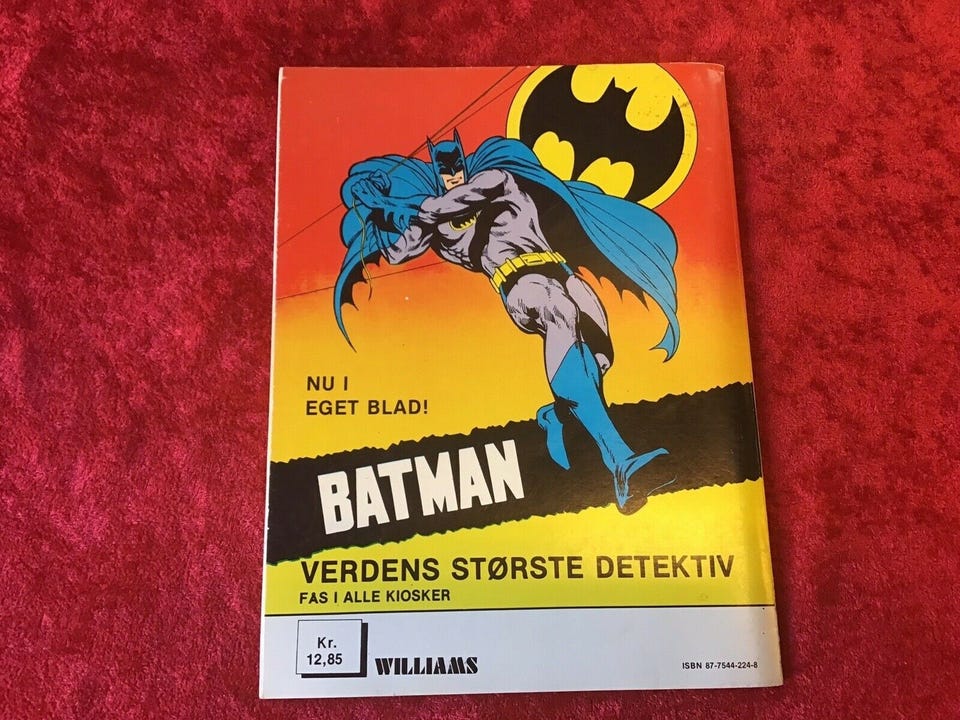 NU I
EGET BLAD!
BATMAN
VERDENS STØRSTE DETEKTIV
FAS I ALLE KIOSKER
Kr.
12,85
WILLIAMS
ISBN 87-7544-224-8